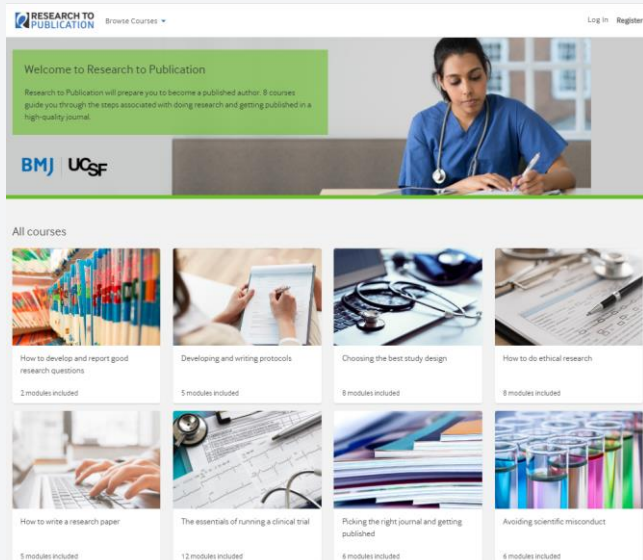 RESEARCH TO
PUBLICATION
Browse Courses
Log In Register
Welcome to Research to Publication
Research to Publication will prepare you to become a published author. 8 courses
guide you through the steps associated with doing research and getting published in a
high-quality journal.
BMJ UCSF
All courses
How to develop and report good
research questions
2 modules included
Developing and writing protocols
5 modules included
Choosing the best study design
8 modules included
How to do ethical research
8 modules included
How to write a research paper
5 modules included
The essentials of running a clinical trial
12 modules included
Picking the right journal and getting
published
6 modules included
Avoiding scientific misconduct
6 modules included